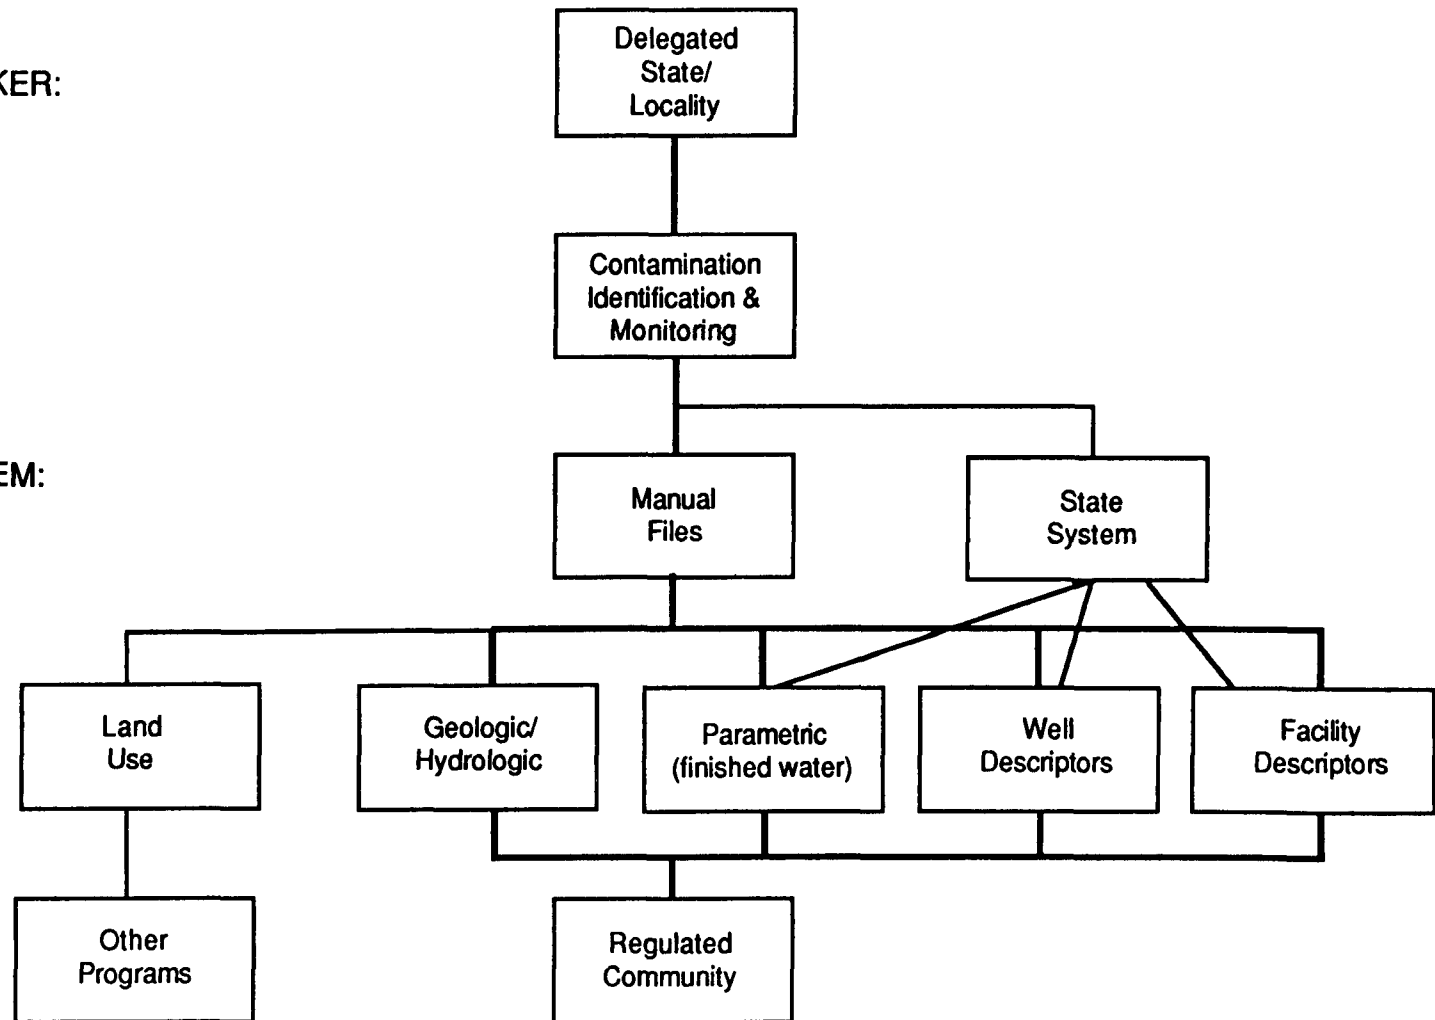 Delegated
State/
Locality
KER:
Contamination
Identification &
Monitoring
EM:
Manual
Files
State
System
Land
Use
Geologic/
Hydrologic
Parametric
(finished water)
Well
Descriptors
Facility
Descriptors
Other
Programs
Regulated
Community